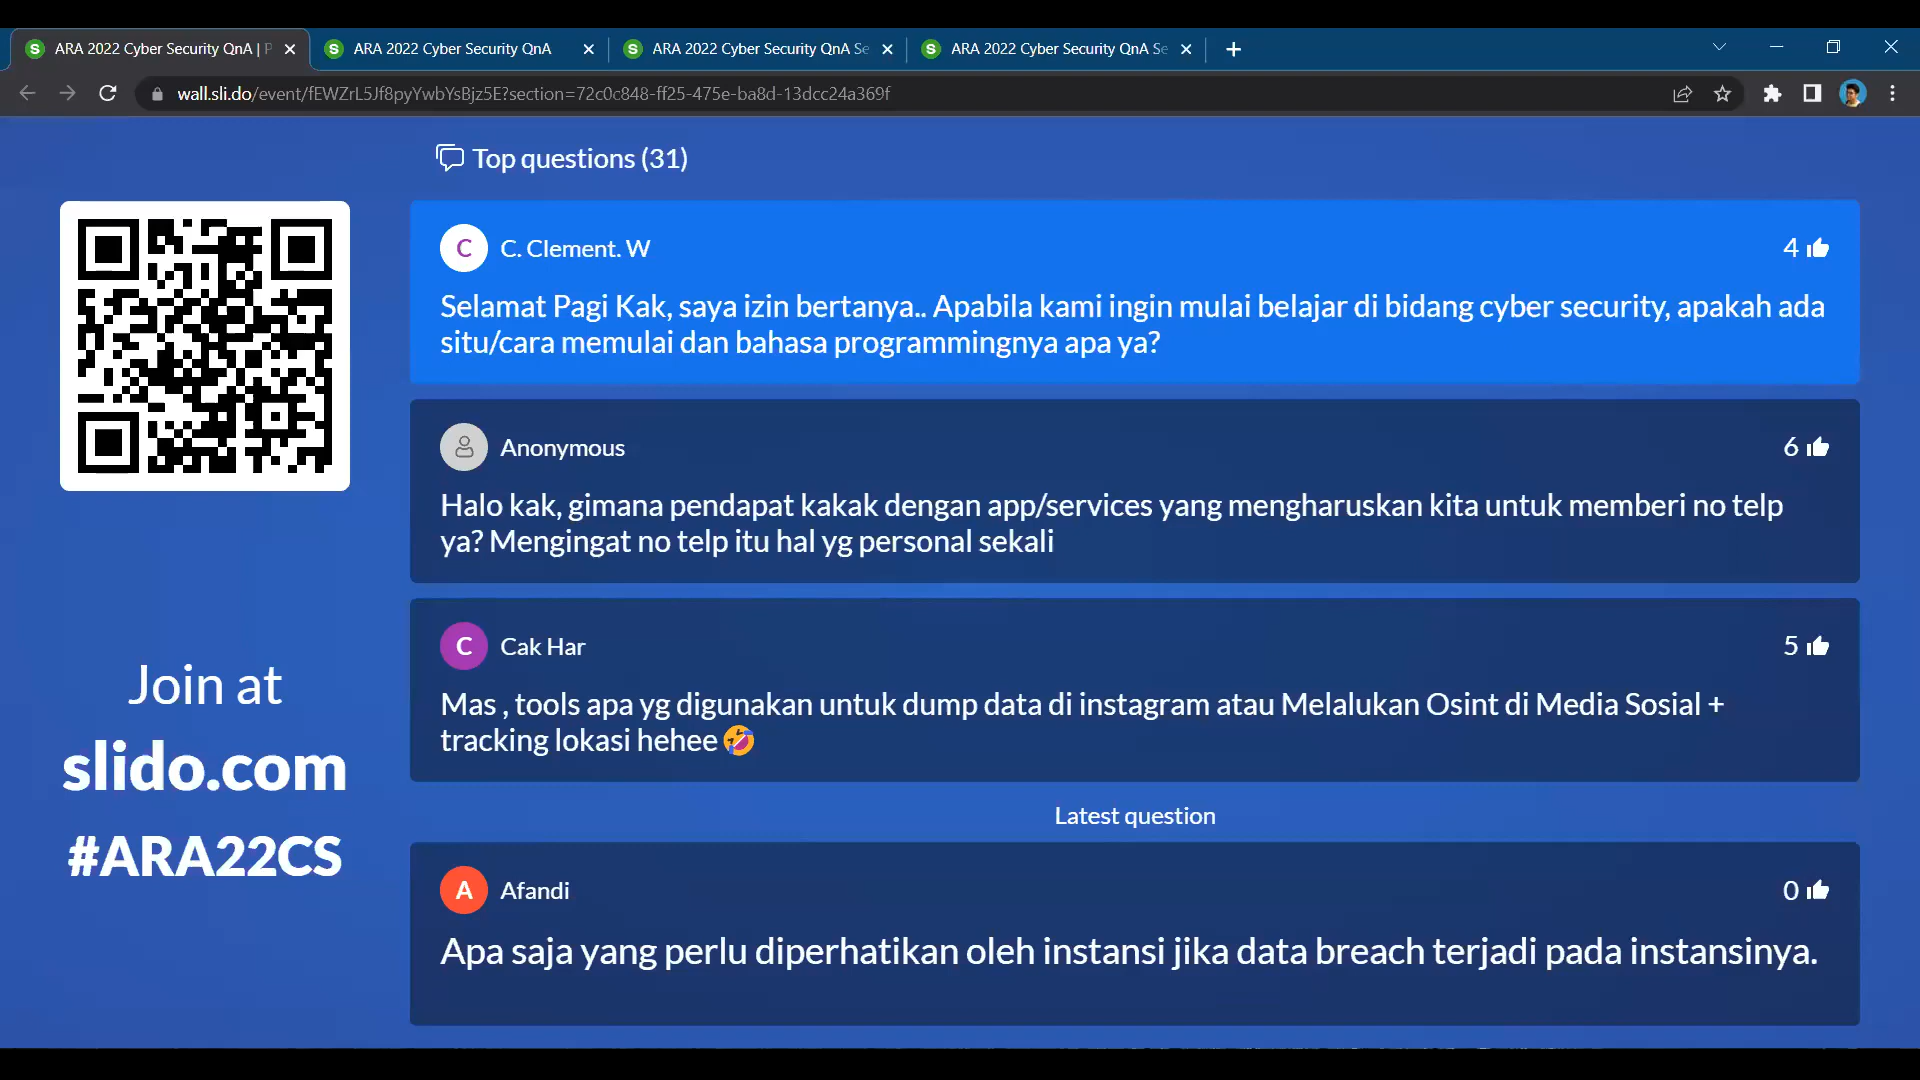 ARA 2022 Cyber Security QnA | P
ARA 2022 Cyber Security QnA
ARA 2022 Cyber Security QnA Se
ARA 2022 Cyber Security QnA Se
wall.sli.do/event/fEWZrL5Jf8pyYwbYsBjz5E?section=72c0c848-ff25-475e-ba8d-13dcc24a369f
Top questions (31)
C
C. Clement. W
4
Selamat Pagi Kak, saya izin bertanya.. Apabila kami ingin mulai belajar di bidang cyber security, apakah ada
situ/cara memulai dan bahasa programmingnya apa ya?
Anonymous
6
Halo kak, gimana pendapat kakak dengan app/services yang mengharuskan kita untuk memberi no telp
ya? Mengingat no telp itu hal yg personal sekali
C
Cak Har
5
Mas , tools apa yg digunakan untuk dump data di instagram atau Melalukan Osint di Media Sosial +
tracking lokasi hehee 🤣
Latest question
A
Afandi
0
Apa saja yang perlu diperhatikan oleh instansi jika data breach terjadi pada instansinya.
Join at
slido.com
#ARA22CS